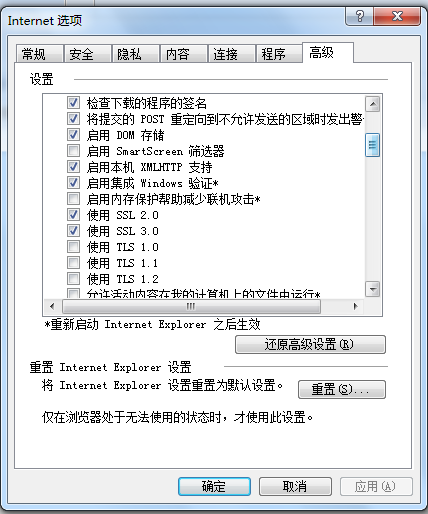 Internet 选项
常规 安全 隐私 内容 连接 程序 高级
设置
检查下载的程序的签名
将提交的 POST 重定向到不允许发送的区域时发出警
启用 DOM 存储
启用 SmartScreen 筛选器
启用本机 XMLHTTP 支持
启用集成 Windows 验证*
启用内存保护帮助减少联机攻击*
使用 SSL 2.0
使用 SSL 3.0
使用 TLS 1.0
使用 TLS 1.1
使用 TLS 1.2
允许活动内容在我的计算机上的文件中运行*
*重新启动 Internet Explorer 之后生效
还原高级设置(R)
重置 Internet Explorer 设置
将 Internet Explorer 设置重置为默认设置。
重置(S)...
仅在浏览器处于无法使用的状态时，才使用此设置。
确定 取消 应用(A)